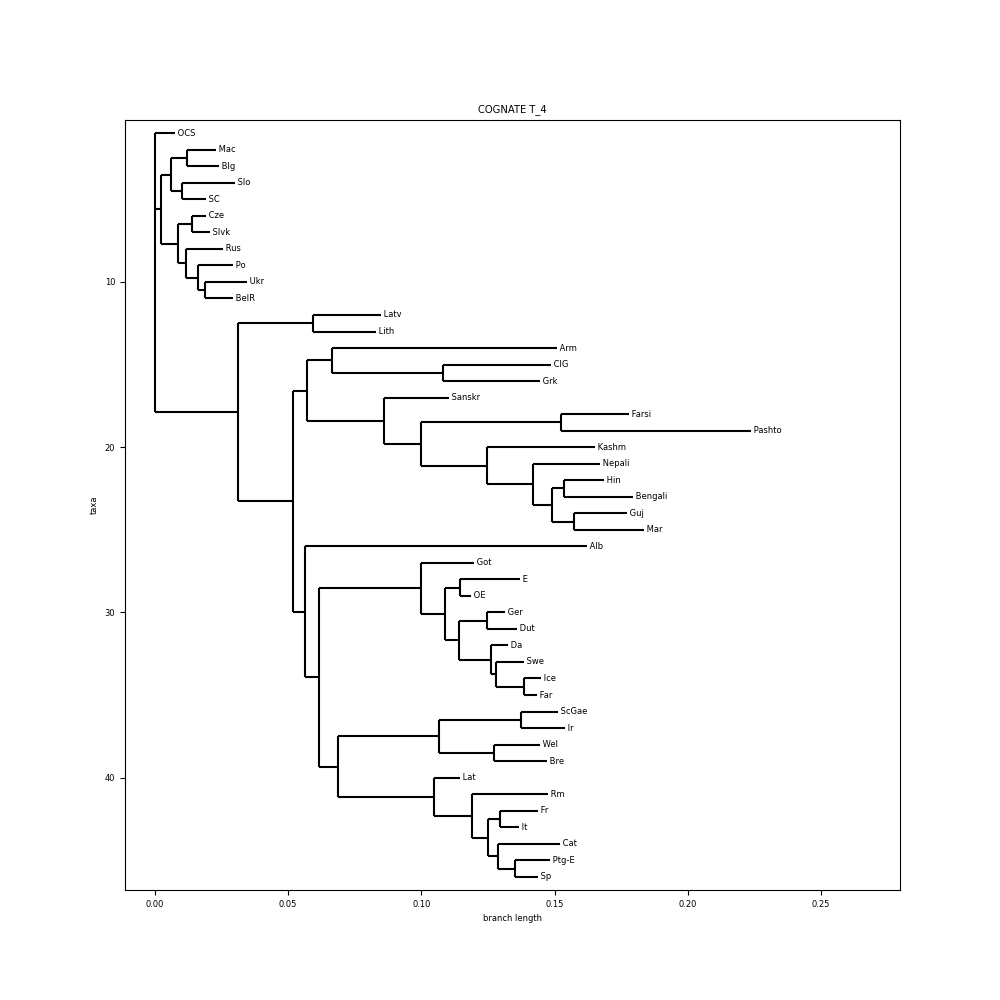 COGNATE T_4
OCS
Mac
Blg
Slo
SC
Cze
Slvk
Rus
Po
10
Ukr
BelR
Latv
Lith
Arm
ClG
Grk
Sanskr
Farsi
Pashto
20
Kashm
Nepali
Hin
Bengali
taxa
Guj
Mar
Alb
Got
E
OE
30
Ger
Dut
Da
Swe
Ice
Far
ScGae
Ir
Wel
Bre
40
Lat
Rm
Fr
It
Cat
Ptg-E
Sp
0.00 0.05 0.10 0.15 0.20 0.25
branch length